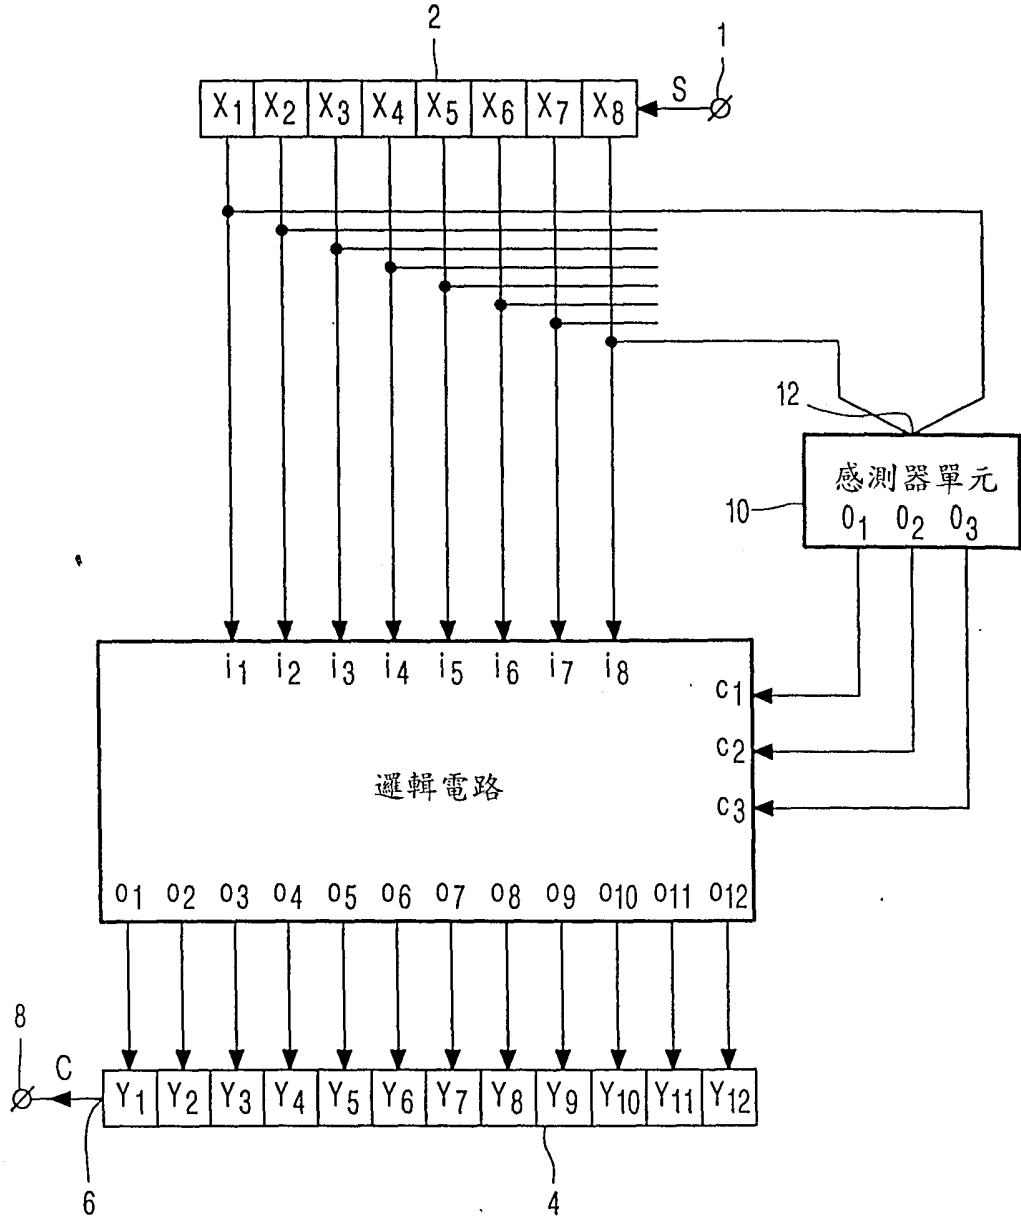 2
1
X1 X2 X3 X4 X5 X6 X7 X8
S
12
感測器單元
10
O1 O2 O3
i1 i2 i3 i4 i5 i6 i7 i8
c1
c2
邏輯電路
c3
o1 o2 o3 o4 o5 o6 o7 o8 o9 o10 o11 o12
8
C
Y1 Y2 Y3 Y4 Y5 Y6 Y7 Y8 Y9 Y10 Y11 Y12
6
4